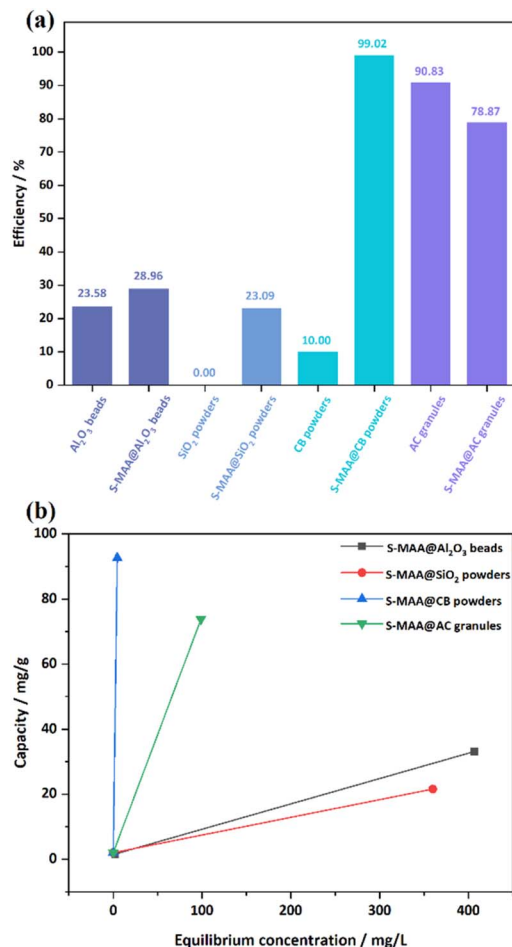 (a)
100
90
80
70
60
50
40
30
20
10
0
Efficiency / %
23.58
28.96
0.00
23.09
10.00
99.02
90.83
78.87
Al₂O₃ beads
S-MAA@Al₂O₃ beads
SiO₂ powders
S-MAA@SiO₂ powders
CB powders
S-MAA@CB powders
AC granules
S-MAA@AC granules
(b)
100
80
60
40
20
0
Capacity / mg/g
S-MAA@Al₂O₃ beads
S-MAA@SiO₂ powders
S-MAA@CB powders
S-MAA@AC granules
0
100
200
300
400
Equilibrium concentration / mg/L